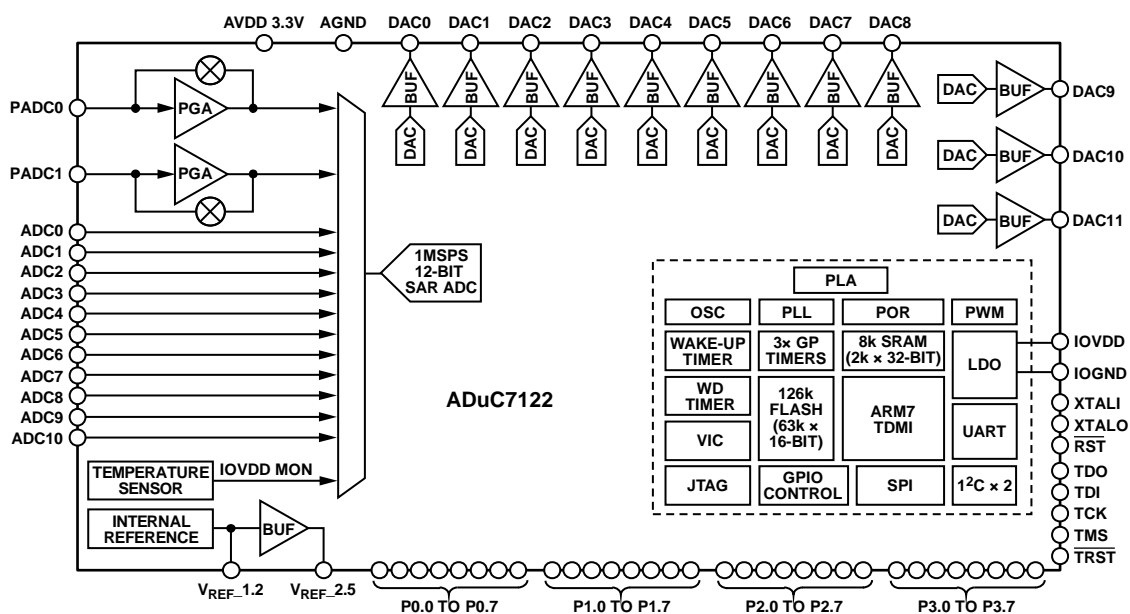 AVDD 3.3V
AGND
DAC0
DAC1
DAC2
DAC3
DAC4
DAC5
DAC6
DAC7
DAC8
BUF
BUF
BUF
BUF
BUF
BUF
BUF
BUF
BUF
DAC
DAC
DAC
DAC
DAC
DAC
DAC
DAC
DAC
PADC0
PGA
PADC1
PGA
DAC
BUF
DAC9
DAC
BUF
DAC10
DAC
BUF
DAC11
ADC0
ADC1
ADC2
ADC3
ADC4
ADC5
ADC6
ADC7
ADC8
ADC9
ADC10
1MSPS
12-BIT
SAR ADC
ADuC7122
PLA
OSC
PLL
POR
PWM
WAKE-UP
TIMER
3× GP
TIMERS
8k SRAM
(2k × 32-BIT)
LDO
WD
TIMER
126k
FLASH
(63k ×
16-BIT)
ARM7
TDMI
UART
VIC
JTAG
GPIO
CONTROL
SPI
1²C × 2
IOVDD
IOGND
XTALI
XTALO
RST
TDO
TDI
TCK
TMS
TRST
TEMPERATURE
SENSOR
IOVDD MON
INTERNAL
REFERENCE
BUF
VREF_1.2
VREF_2.5
P0.0 TO P0.7
P1.0 TO P1.7
P2.0 TO P2.7
P3.0 TO P3.7